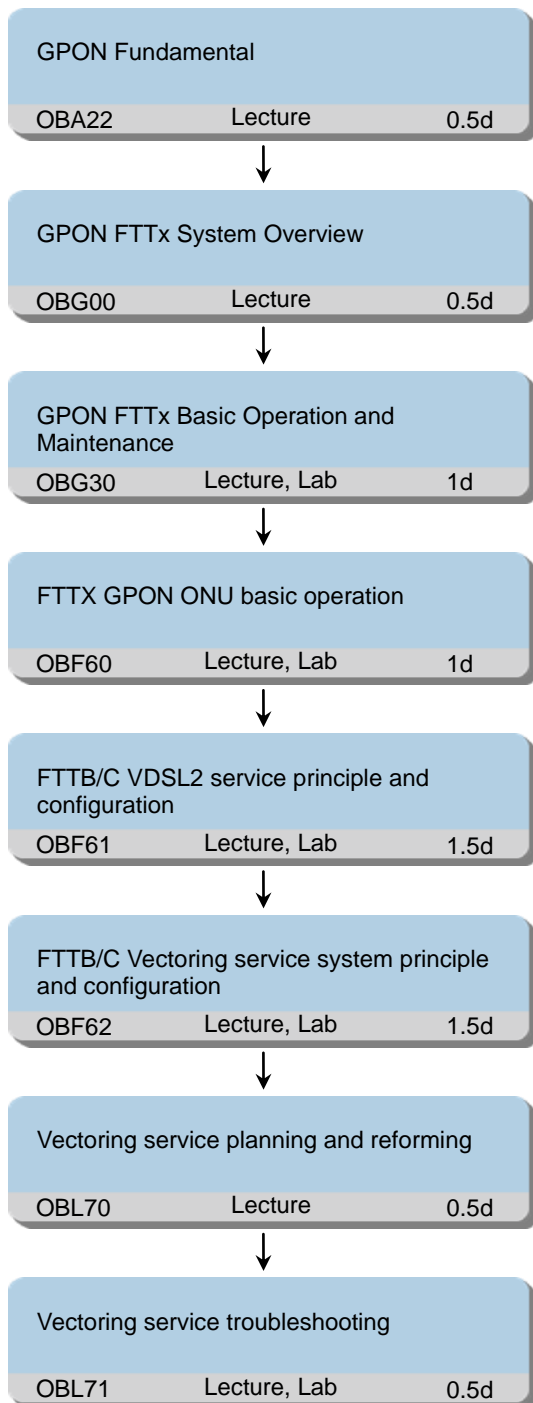 GPON Fundamental
OBA22 Lecture 0.5d
GPON FTTx System Overview
OBG00 Lecture 0.5d
GPON FTTx Basic Operation and
Maintenance
OBG30 Lecture, Lab 1d
FTTX GPON ONU basic operation
OBF60 Lecture, Lab 1d
FTTB/C VDSL2 service principle and
configuration
OBF61 Lecture, Lab 1.5d
FTTB/C Vectoring service system principle
and configuration
OBF62 Lecture, Lab 1.5d
Vectoring service planning and reforming
OBL70 Lecture 0.5d
Vectoring service troubleshooting
OBL71 Lecture, Lab 0.5d